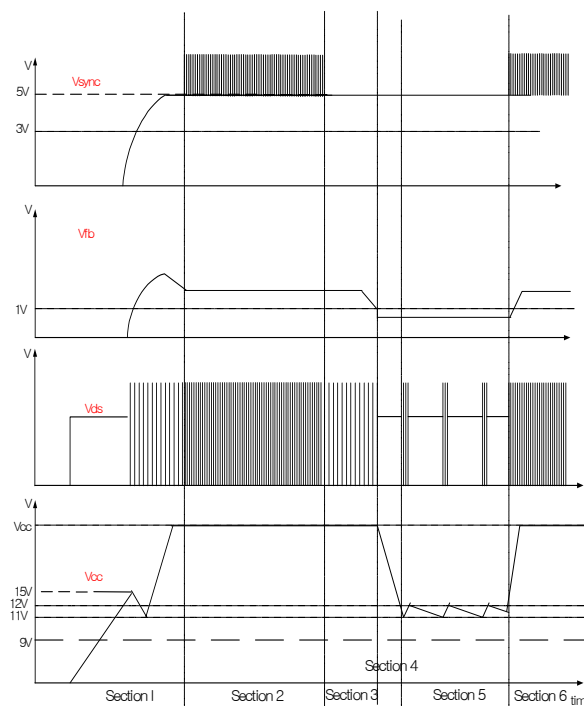 V
Vsync
5V
3V
V
Vfb
1V
V
Vds
V
Vcc
Vcc
15V
12V
11V
9V
Section 4
Section 1
Section 2
Section 3
Section 5
Section 6
tim